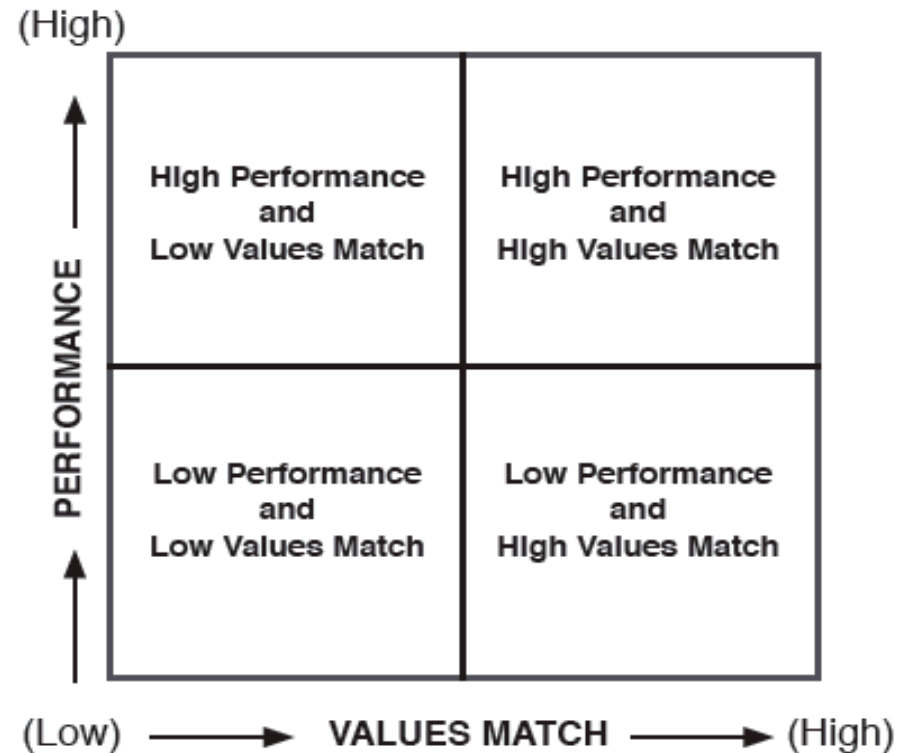 (High)
High Performance
and
Low Values Match
High Performance
and
High Values Match
PERFORMANCE
Low Performance
and
Low Values Match
Low Performance
and
High Values Match
(Low)
VALUES MATCH
(High)